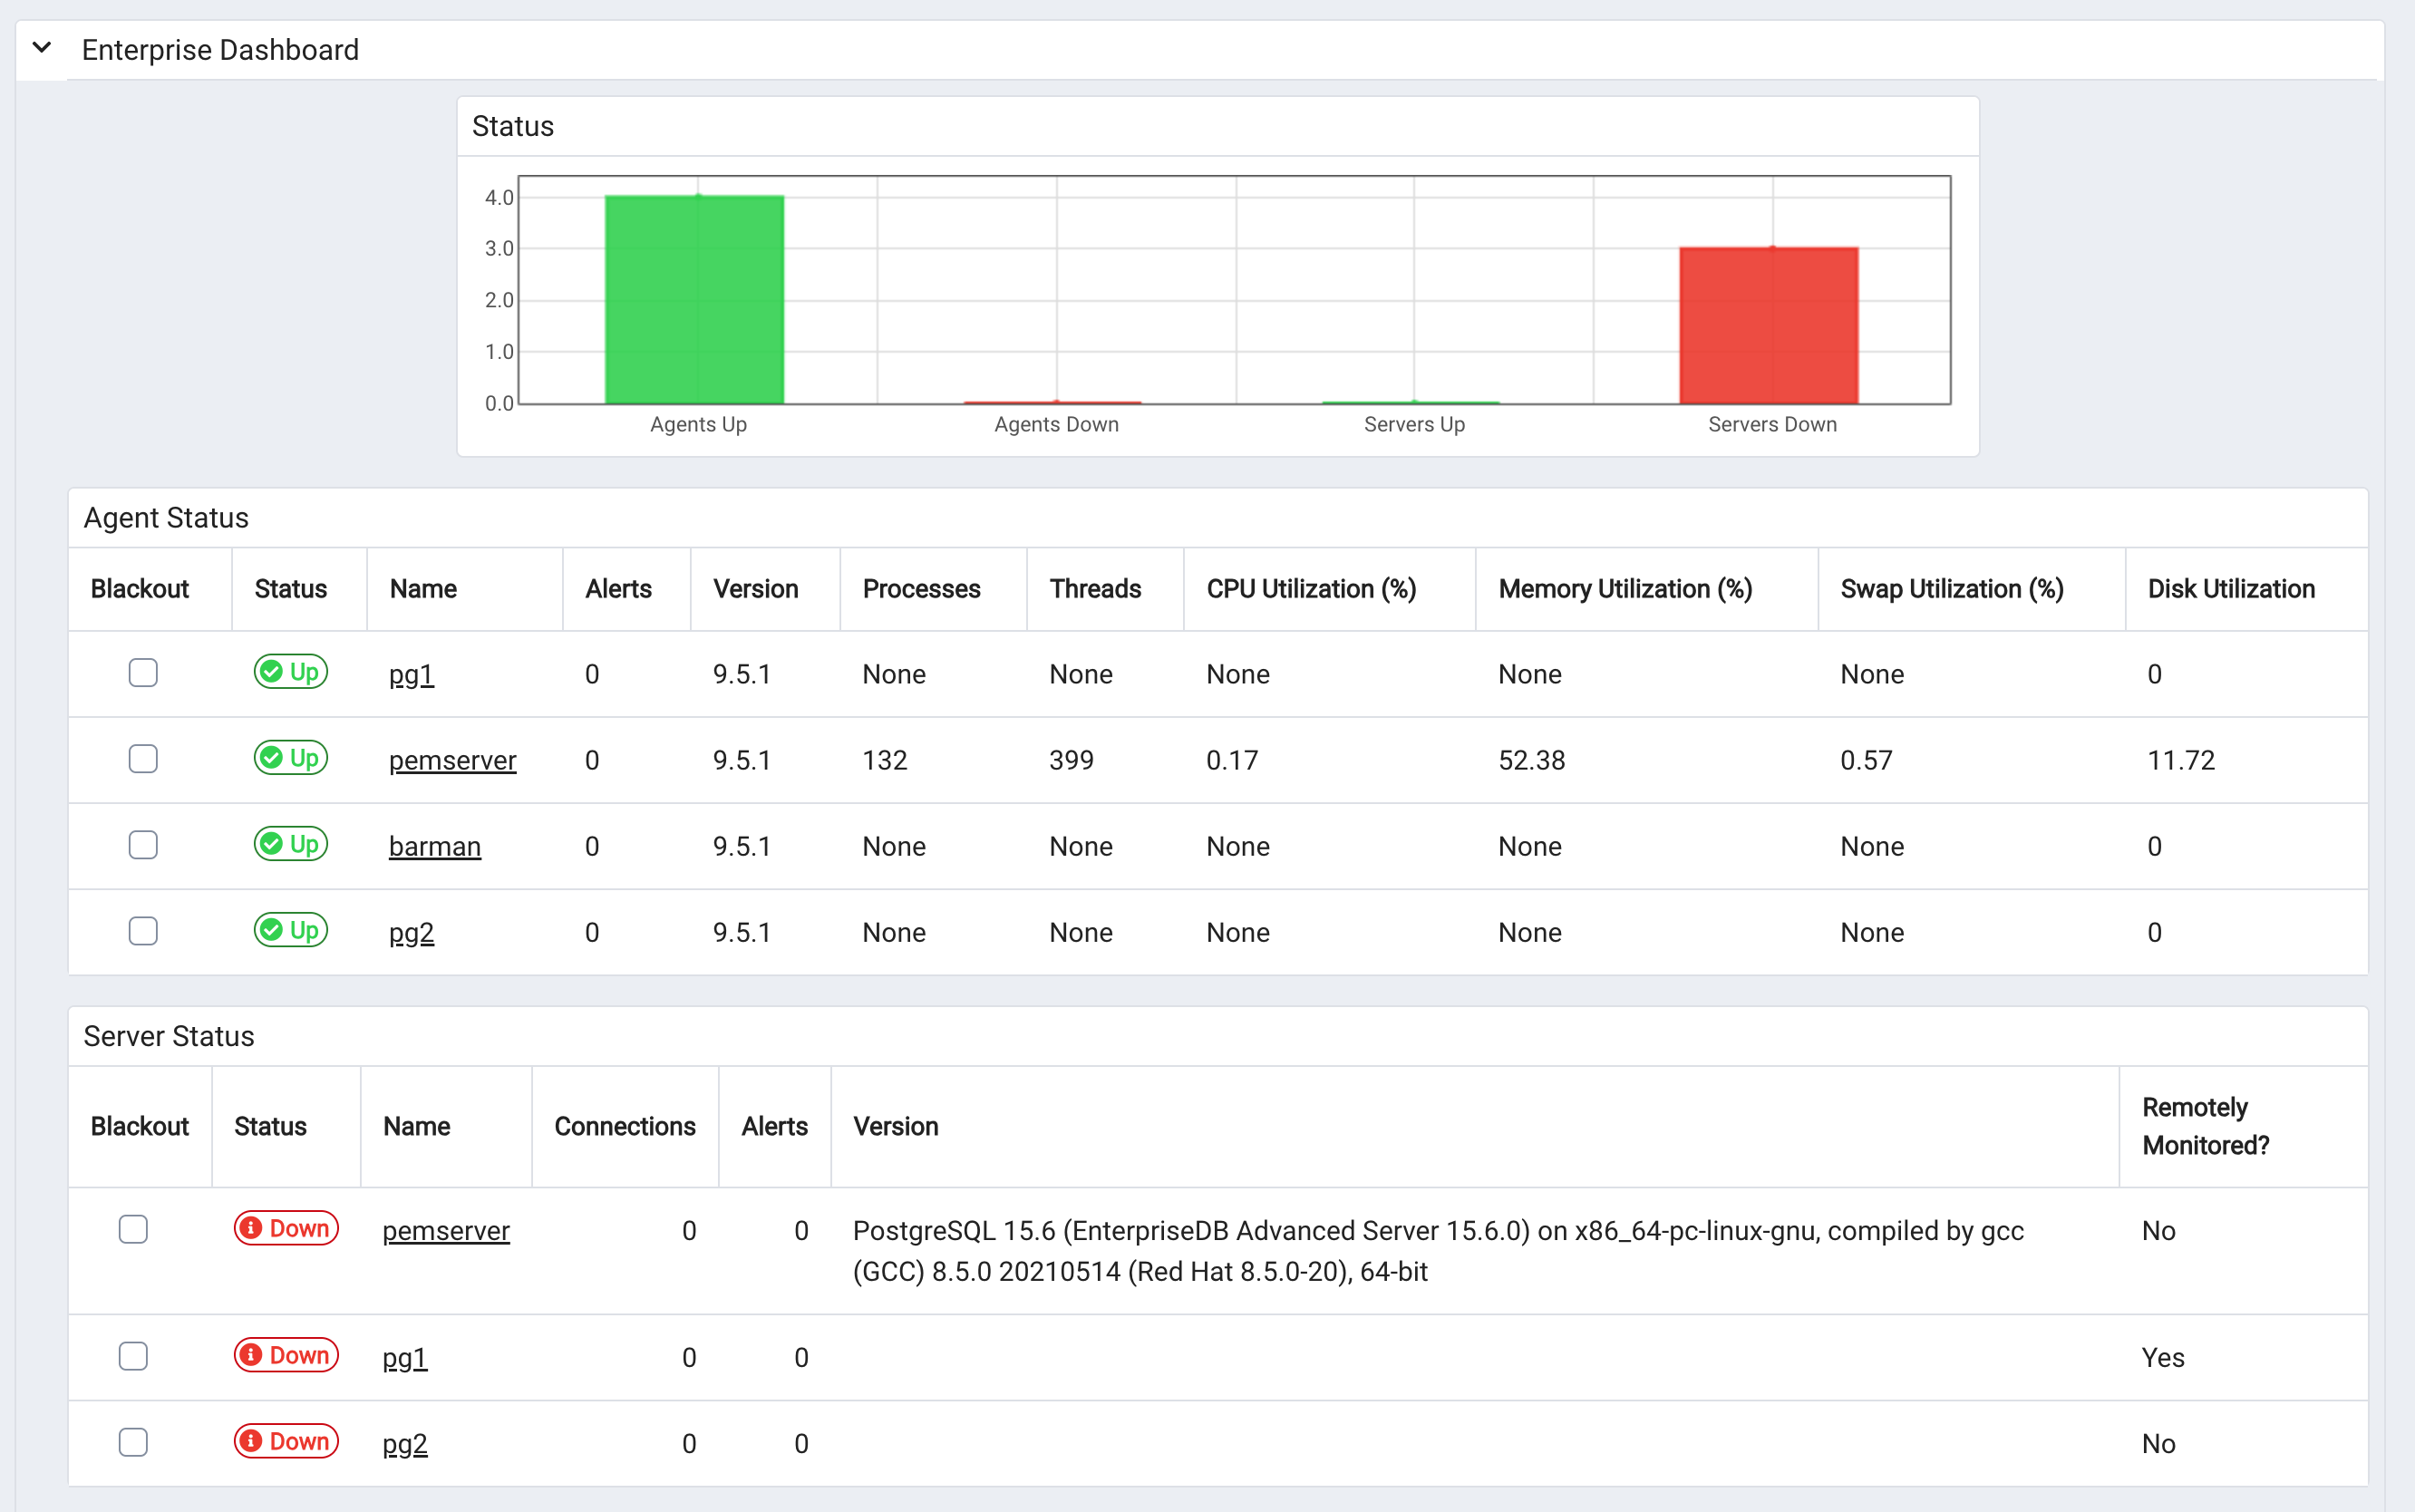 Enterprise Dashboard
Status
4.0
3.0
2.0
1.0
0.0
Agents Up Agents Down Servers Up Servers Down
Agent Status
Blackout Status Name Alerts Version Processes Threads CPU Utilization (%) Memory Utilization (%) Swap Utilization (%) Disk Utilization
Up pg1 0 9.5.1 None None None None None 0
Up pemserver 0 9.5.1 132 399 0.17 52.38 0.57 11.72
Up barman 0 9.5.1 None None None None None 0
Up pg2 0 9.5.1 None None None None None 0
Server Status
Blackout Status Name Connections Alerts Version Remotely
Monitored?
Down pemserver 0 0 PostgreSQL 15.6 (EnterpriseDB Advanced Server 15.6.0) on x86_64-pc-linux-gnu, compiled by gcc No
(GCC) 8.5.0 20210514 (Red Hat 8.5.0-20), 64-bit
Down pg1 0 0 Yes
Down pg2 0 0 No